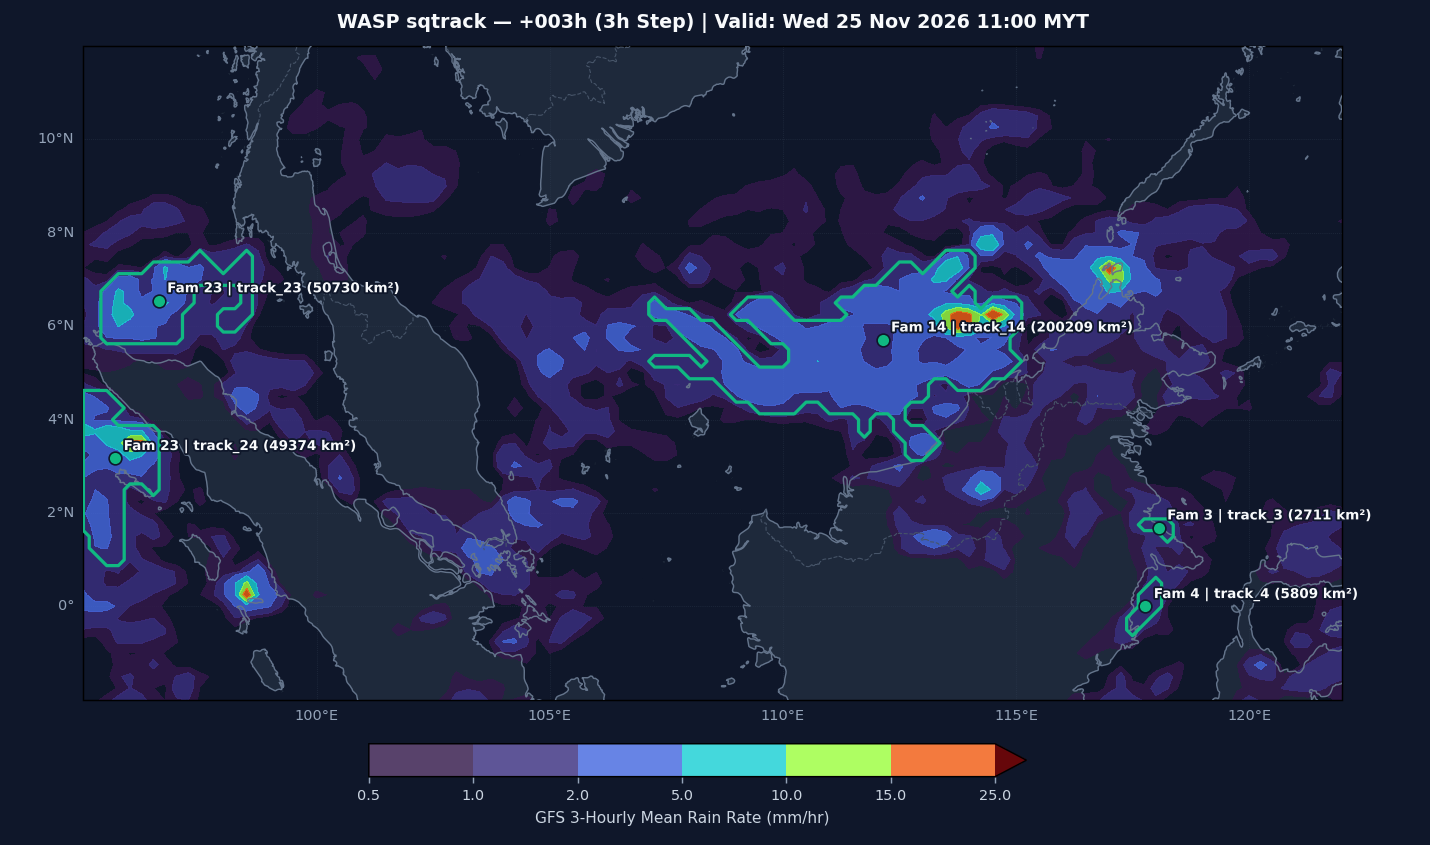 WASP sqtrack — +003h (3h Step) | Valid: Wed 25 Nov 2026 11:00 MYT
10°N
8°N
6°N
4°N
2°N
0°
Fam 23 | track_23 (50730 km²)
Fam 14 | track_14 (200209 km²)
Fam 23 | track_24 (49374 km²)
Fam 3 | track_3 (2711 km²)
Fam 4 | track_4 (5809 km²)
100°E 105°E 110°E 115°E 120°E
0.5 1.0 2.0 5.0 10.0 15.0 25.0
GFS 3-Hourly Mean Rain Rate (mm/hr)